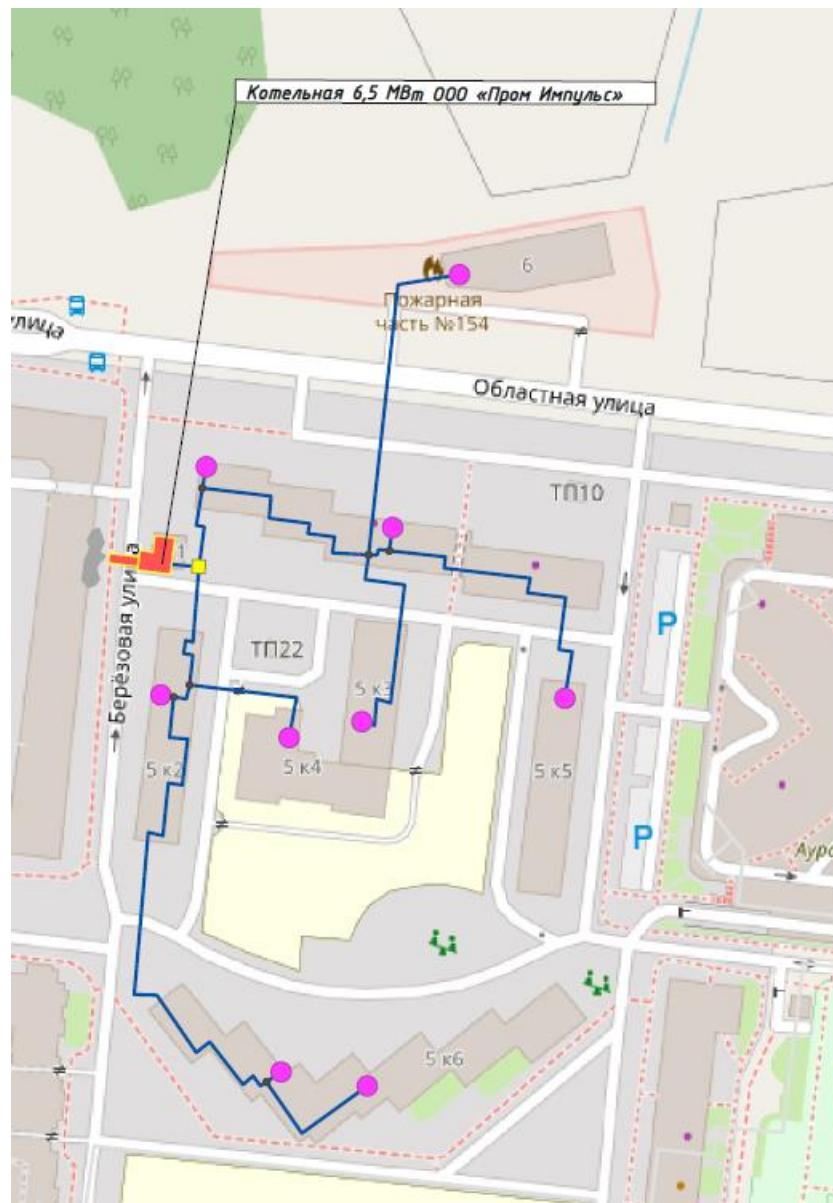 Котельная 6,5 МВт ООО «Пром Импульс»
6
Пожарная
часть №154
улица
Областная улица
ТП10
1
Берёзовая улица
ТП22
P
5 к3
5 к2
5 к4
5 к5
P
Ауро
5 к6